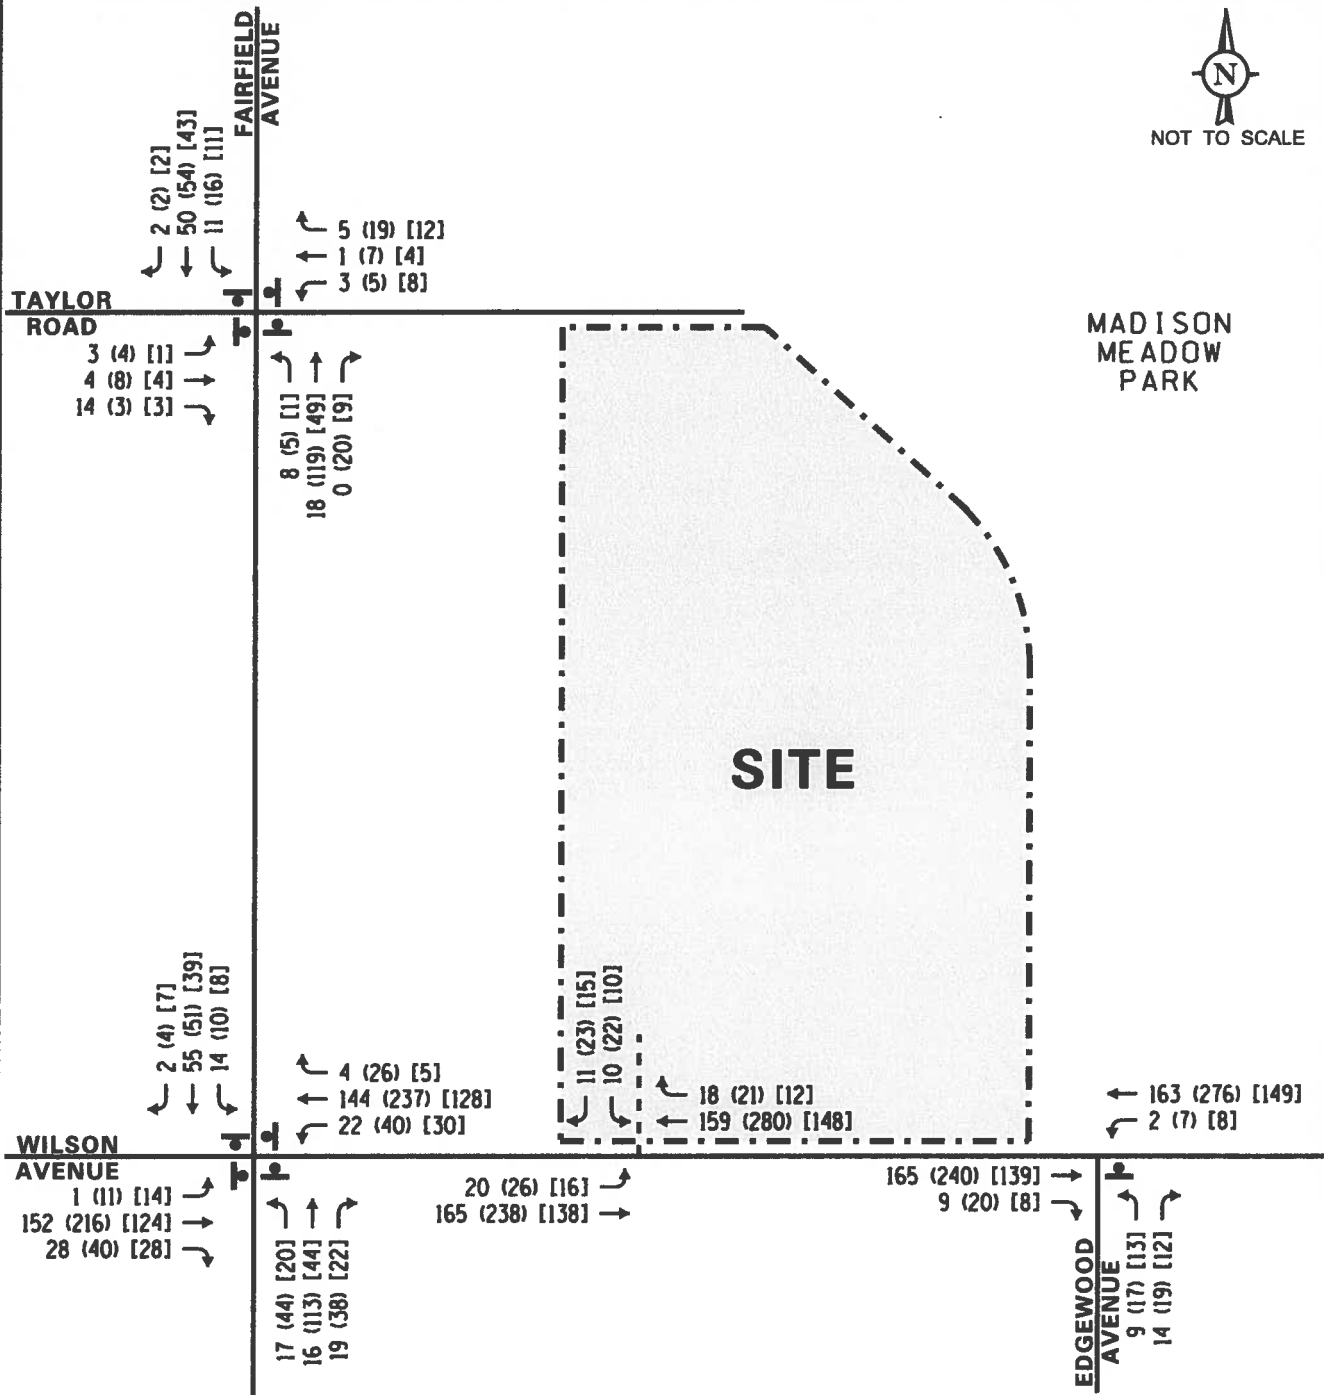 FAIRFIELD
AVENUE
N
NOT TO SCALE
2 (2) [2]
50 (54) [43]
11 (16) [11]
5 (19) [12]
1 (7) [4]
3 (5) [8]
TAYLOR
ROAD
3 (4) [1]
4 (8) [4]
14 (3) [3]
8 (5) [1]
18 (119) [49]
0 (20) [9]
MADISON
MEADOW
PARK
SITE
2 (4) [7]
55 (51) [39]
14 (10) [8]
4 (26) [5]
144 (237) [128]
22 (40) [30]
11 (23) [15]
10 (22) [10]
18 (21) [12]
159 (280) [148]
163 (276) [149]
2 (7) [8]
WILSON
AVENUE
1 (11) [14]
152 (216) [124]
28 (40) [28]
17 (44) [20]
16 (113) [44]
19 (38) [22]
20 (26) [16]
165 (238) [138]
165 (240) [139]
9 (20) [8]
EDGEWOOD
AVENUE
9 (17) [13]
14 (19) [12]